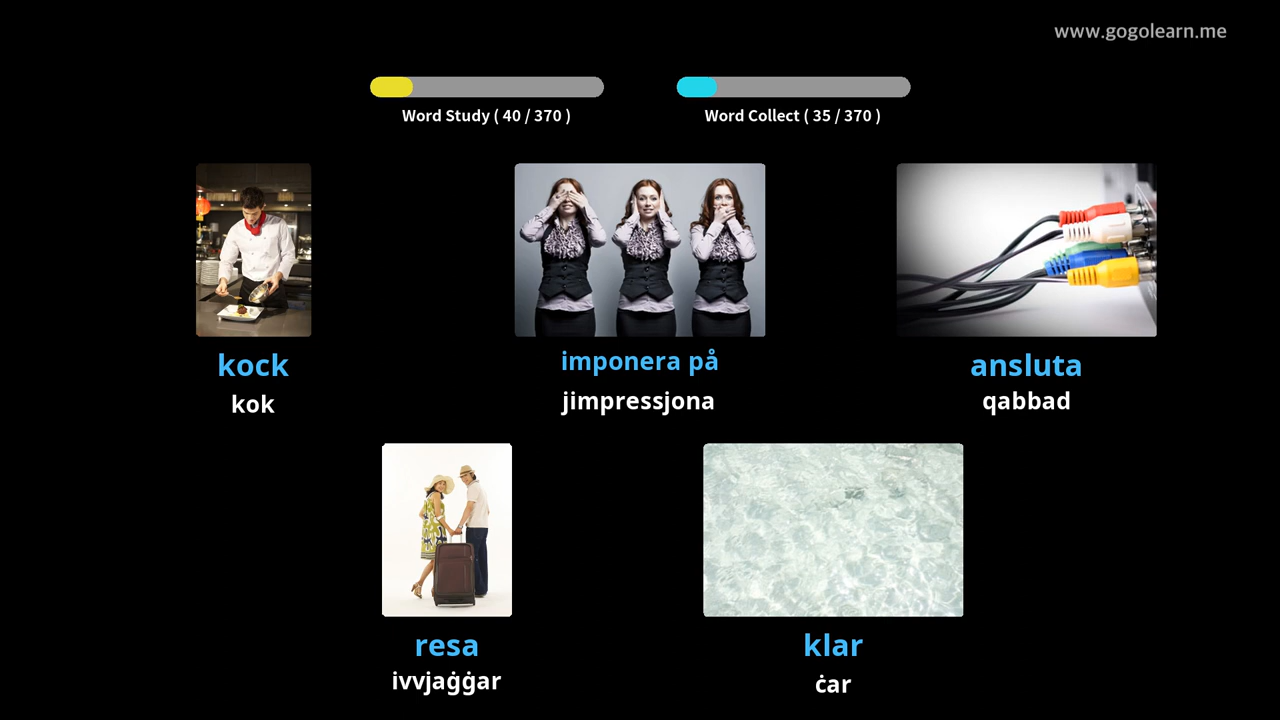 www.gogolearn.me
Word Study ( 40 / 370 )
Word Collect ( 35 / 370 )
kock
kok
imponera på
jimpressjona
ansluta
qabbad
resa
ivvjaġġar
klar
ċar